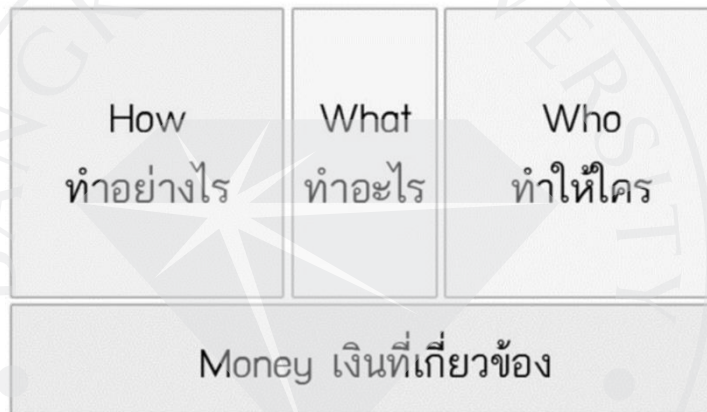 How
ทำอย่างไร
What
ทำอะไร
Who
ทำให้ใคร
Money เงินที่เกี่ยวข้อง